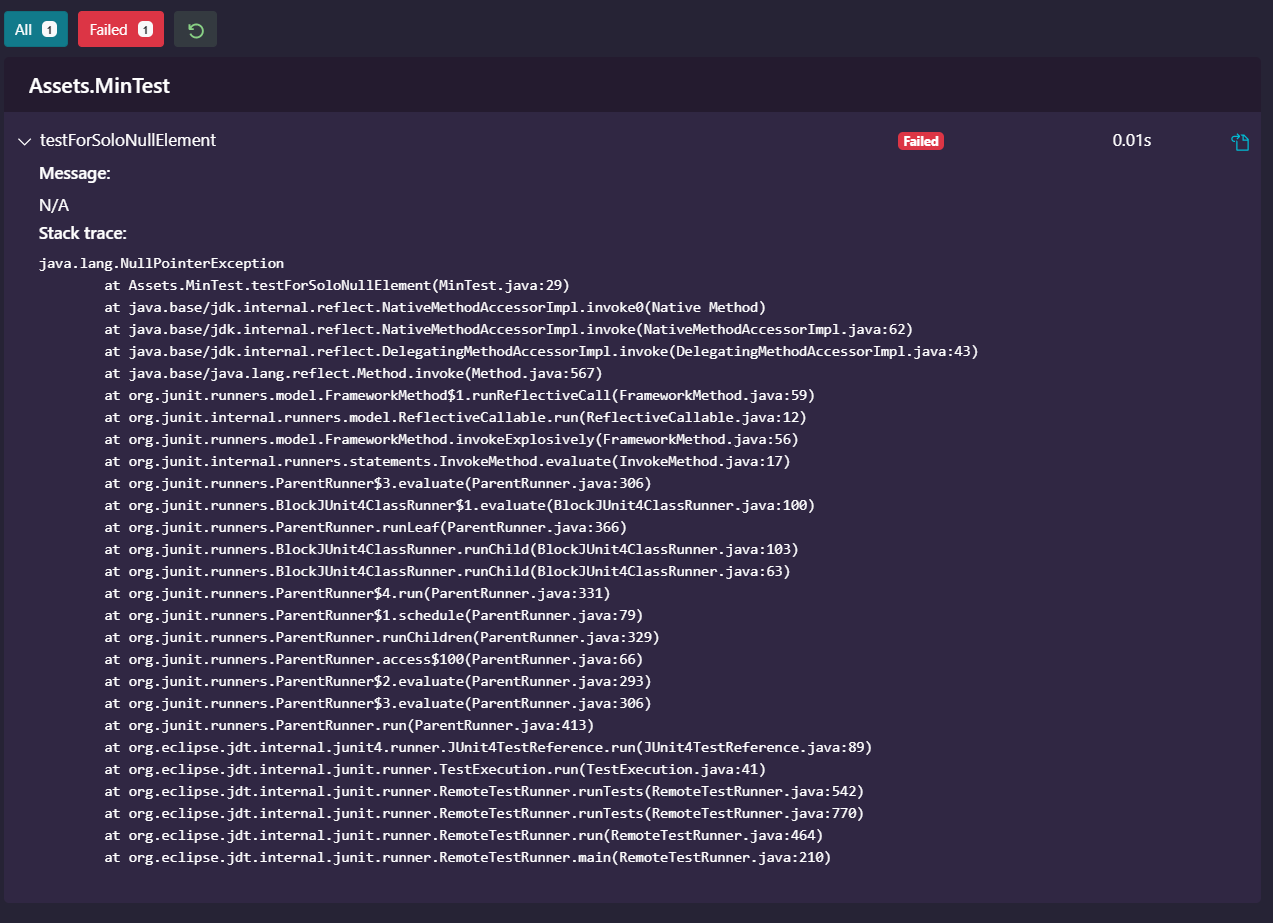 All 1 Failed 1
Assets.MinTest
testForSoloNullElement Failed 0.01s
Message:
N/A
Stack trace:
java.lang.NullPointerException
at Assets.MinTest.testForSoloNullElement(MinTest.java:29)
at java.base/jdk.internal.reflect.NativeMethodAccessorImpl.invoke0(Native Method)
at java.base/jdk.internal.reflect.NativeMethodAccessorImpl.invoke(NativeMethodAccessorImpl.java:62)
at java.base/jdk.internal.reflect.DelegatingMethodAccessorImpl.invoke(DelegatingMethodAccessorImpl.java:43)
at java.base/java.lang.reflect.Method.invoke(Method.java:567)
at org.junit.runners.model.FrameworkMethod$1.runReflectiveCall(FrameworkMethod.java:59)
at org.junit.internal.runners.model.ReflectiveCallable.run(ReflectiveCallable.java:12)
at org.junit.runners.model.FrameworkMethod.invokeExplosively(FrameworkMethod.java:56)
at org.junit.internal.runners.statements.InvokeMethod.evaluate(InvokeMethod.java:17)
at org.junit.runners.ParentRunner$3.evaluate(ParentRunner.java:306)
at org.junit.runners.BlockJUnit4ClassRunner$1.evaluate(BlockJUnit4ClassRunner.java:100)
at org.junit.runners.ParentRunner.runLeaf(ParentRunner.java:366)
at org.junit.runners.BlockJUnit4ClassRunner.runChild(BlockJUnit4ClassRunner.java:103)
at org.junit.runners.BlockJUnit4ClassRunner.runChild(BlockJUnit4ClassRunner.java:63)
at org.junit.runners.ParentRunner$4.run(ParentRunner.java:331)
at org.junit.runners.ParentRunner$1.schedule(ParentRunner.java:79)
at org.junit.runners.ParentRunner.runChildren(ParentRunner.java:329)
at org.junit.runners.ParentRunner.access$100(ParentRunner.java:66)
at org.junit.runners.ParentRunner$2.evaluate(ParentRunner.java:293)
at org.junit.runners.ParentRunner$3.evaluate(ParentRunner.java:306)
at org.junit.runners.ParentRunner.run(ParentRunner.java:413)
at org.eclipse.jdt.internal.junit4.runner.JUnit4TestReference.run(JUnit4TestReference.java:89)
at org.eclipse.jdt.internal.junit.runner.TestExecution.run(TestExecution.java:41)
at org.eclipse.jdt.internal.junit.runner.RemoteTestRunner.runTests(RemoteTestRunner.java:542)
at org.eclipse.jdt.internal.junit.runner.RemoteTestRunner.runTests(RemoteTestRunner.java:770)
at org.eclipse.jdt.internal.junit.runner.RemoteTestRunner.run(RemoteTestRunner.java:464)
at org.eclipse.jdt.internal.junit.runner.RemoteTestRunner.main(RemoteTestRunner.java:210)